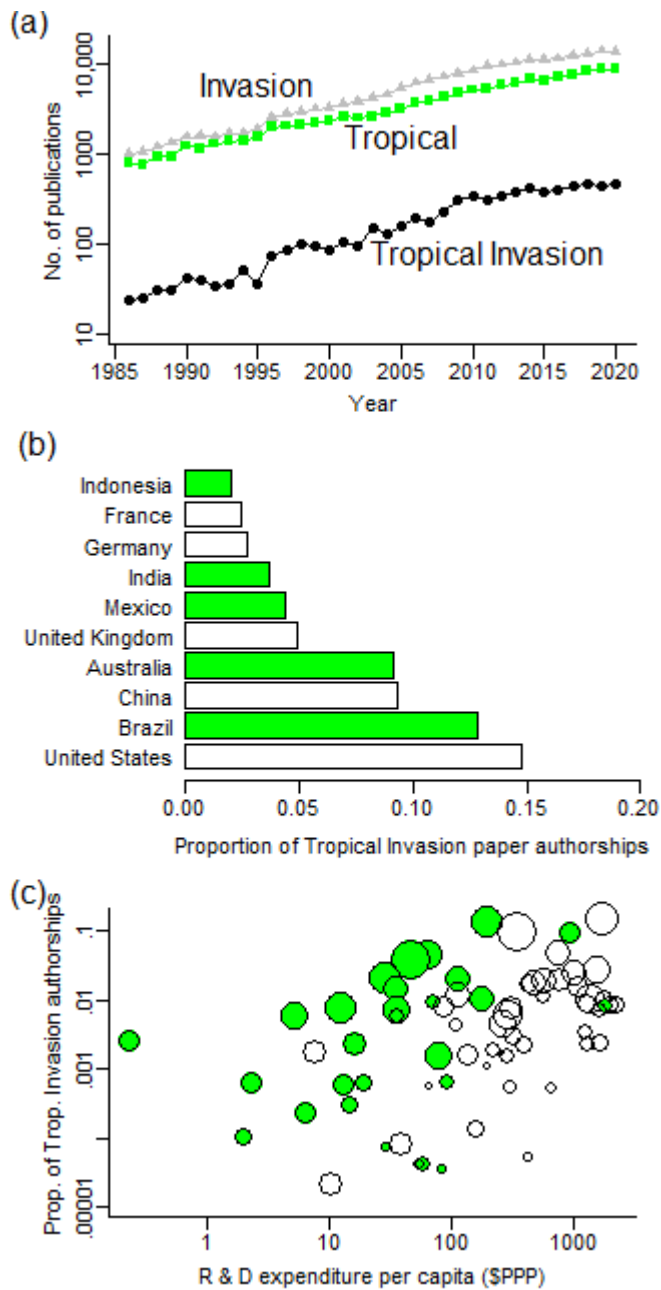 (a)
No. of publications
10,000
1000
100
10
Invasion
Tropical
Tropical Invasion
1985 1990 1995 2000 2005 2010 2015 2020
Year
(b)
Indonesia
France
Germany
India
Mexico
United Kingdom
Australia
China
Brazil
United States
0.00 0.05 0.10 0.15 0.20
Proportion of Tropical Invasion paper authorships
(c)
Prop. of Trop. Invasion authorships
.1
.01
.001
.00001
1 10 100 1000
R & D expenditure per capita ($PPP)